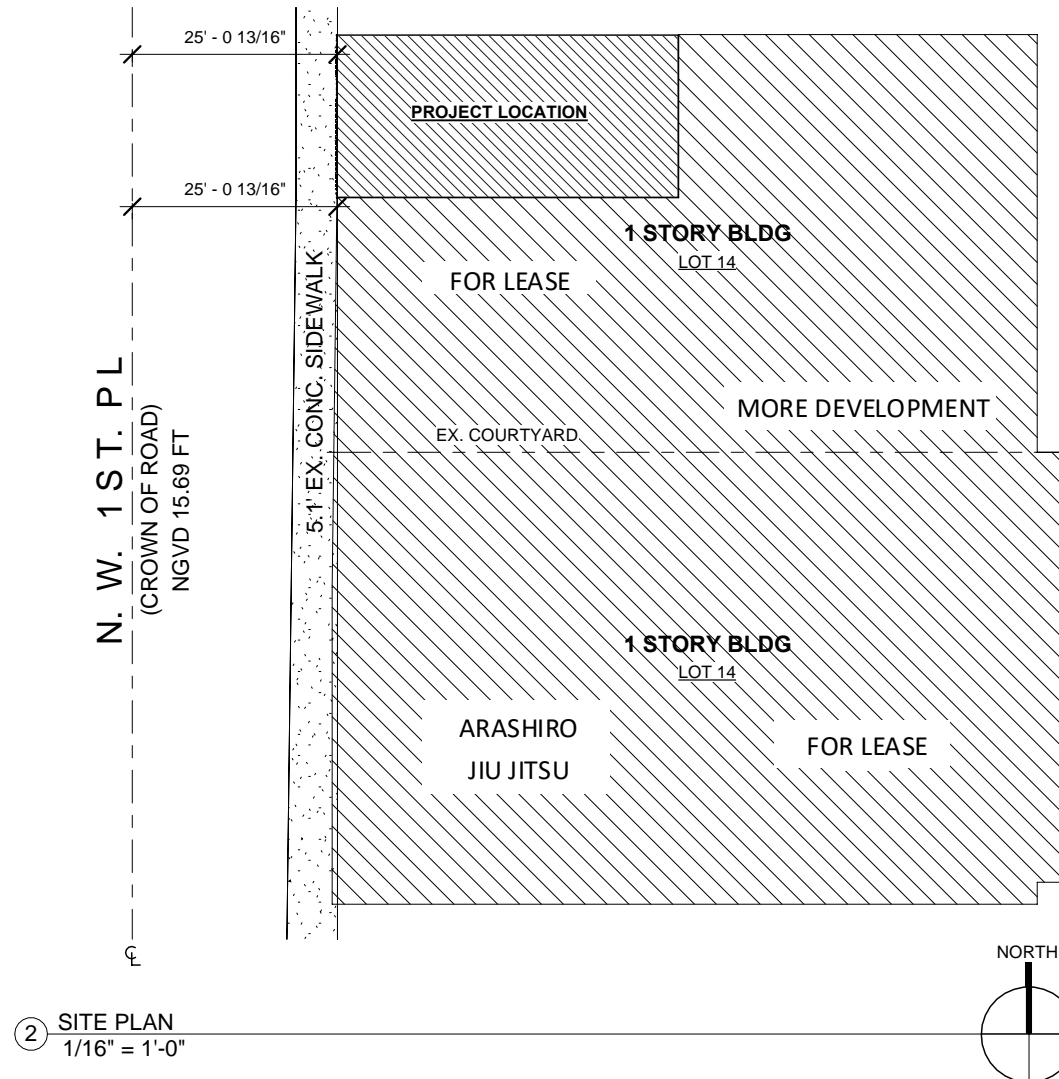 25' - 0 13/16"
PROJECT LOCATION
25' - 0 13/16"
1 STORY BLDG
LOT 14
FOR LEASE
N. W. 1ST. PL
(CROWN OF ROAD)
NGVD 15.69 FT
5.1' EX. CONC. SIDEWALK
MORE DEVELOPMENT
EX. COURTYARD
1 STORY BLDG
LOT 14
ARASHIRO
JIU JITSU
FOR LEASE
℄
NORTH
2 SITE PLAN
1/16" = 1'-0"